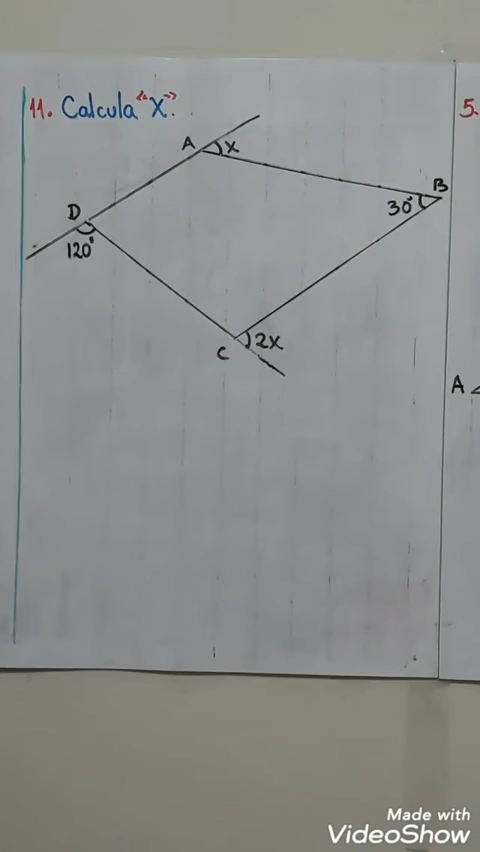 11. Calcula "X".
5.
A
x
B
30°
D
120°
2x
C
A
Made with
VideoShow